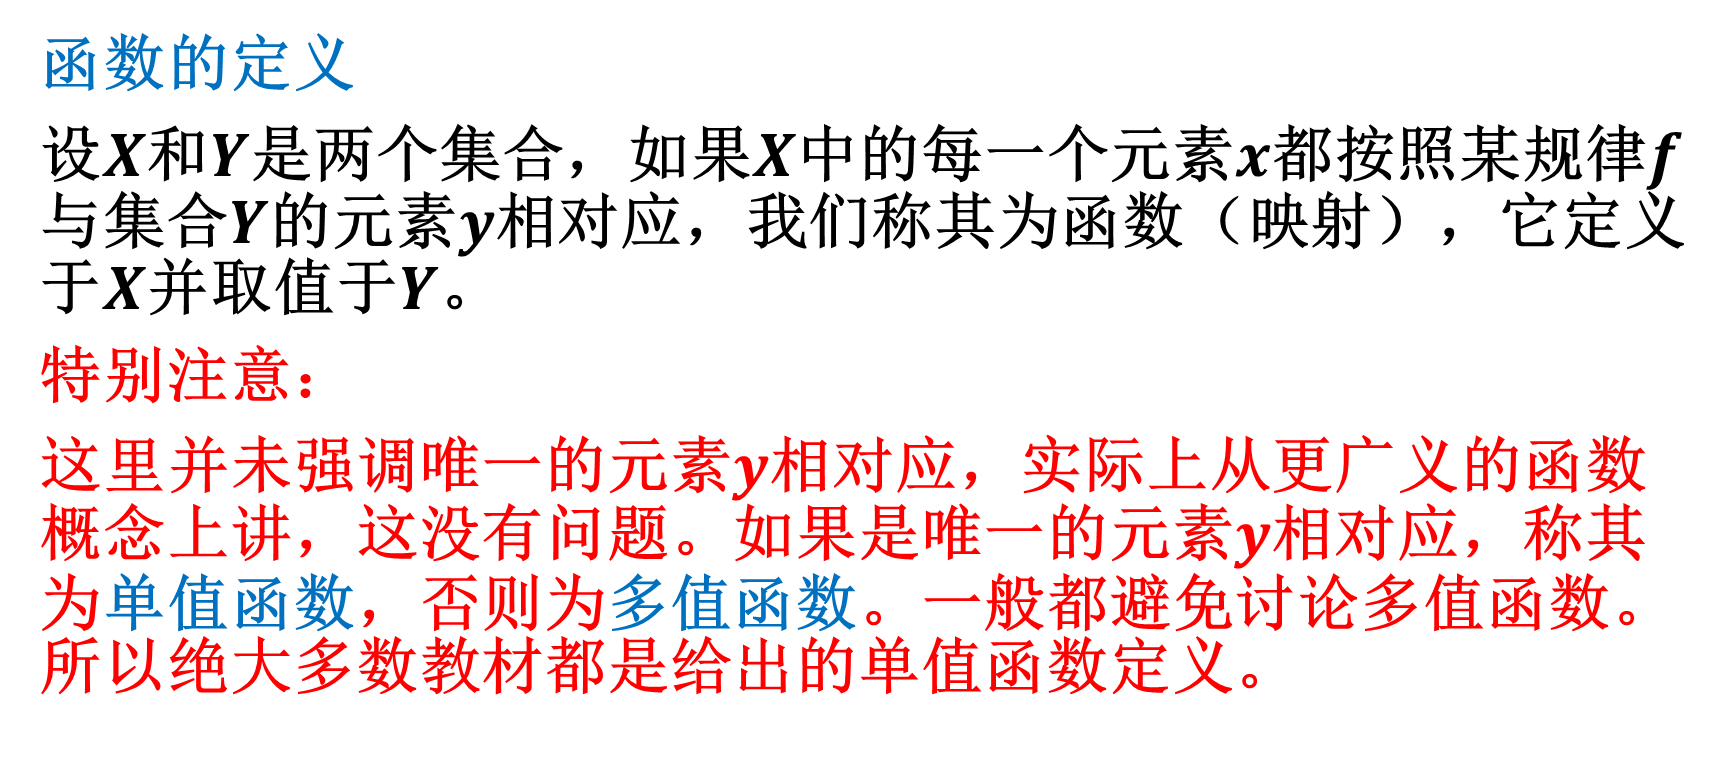 函数的定义
设X和Y是两个集合，如果X中的每一个元素x都按照某规律f
与集合Y的元素y相对应，我们称其为函数（映射），它定义
于X并取值于Y。
特别注意：
这里并未强调唯一的元素y相对应，实际上从更广义的函数
概念上讲，这没有问题。如果是唯一的元素y相对应，称其
为单值函数，否则为多值函数。一般都避免讨论多值函数。
所以绝大多数教材都是给出的单值函数定义。